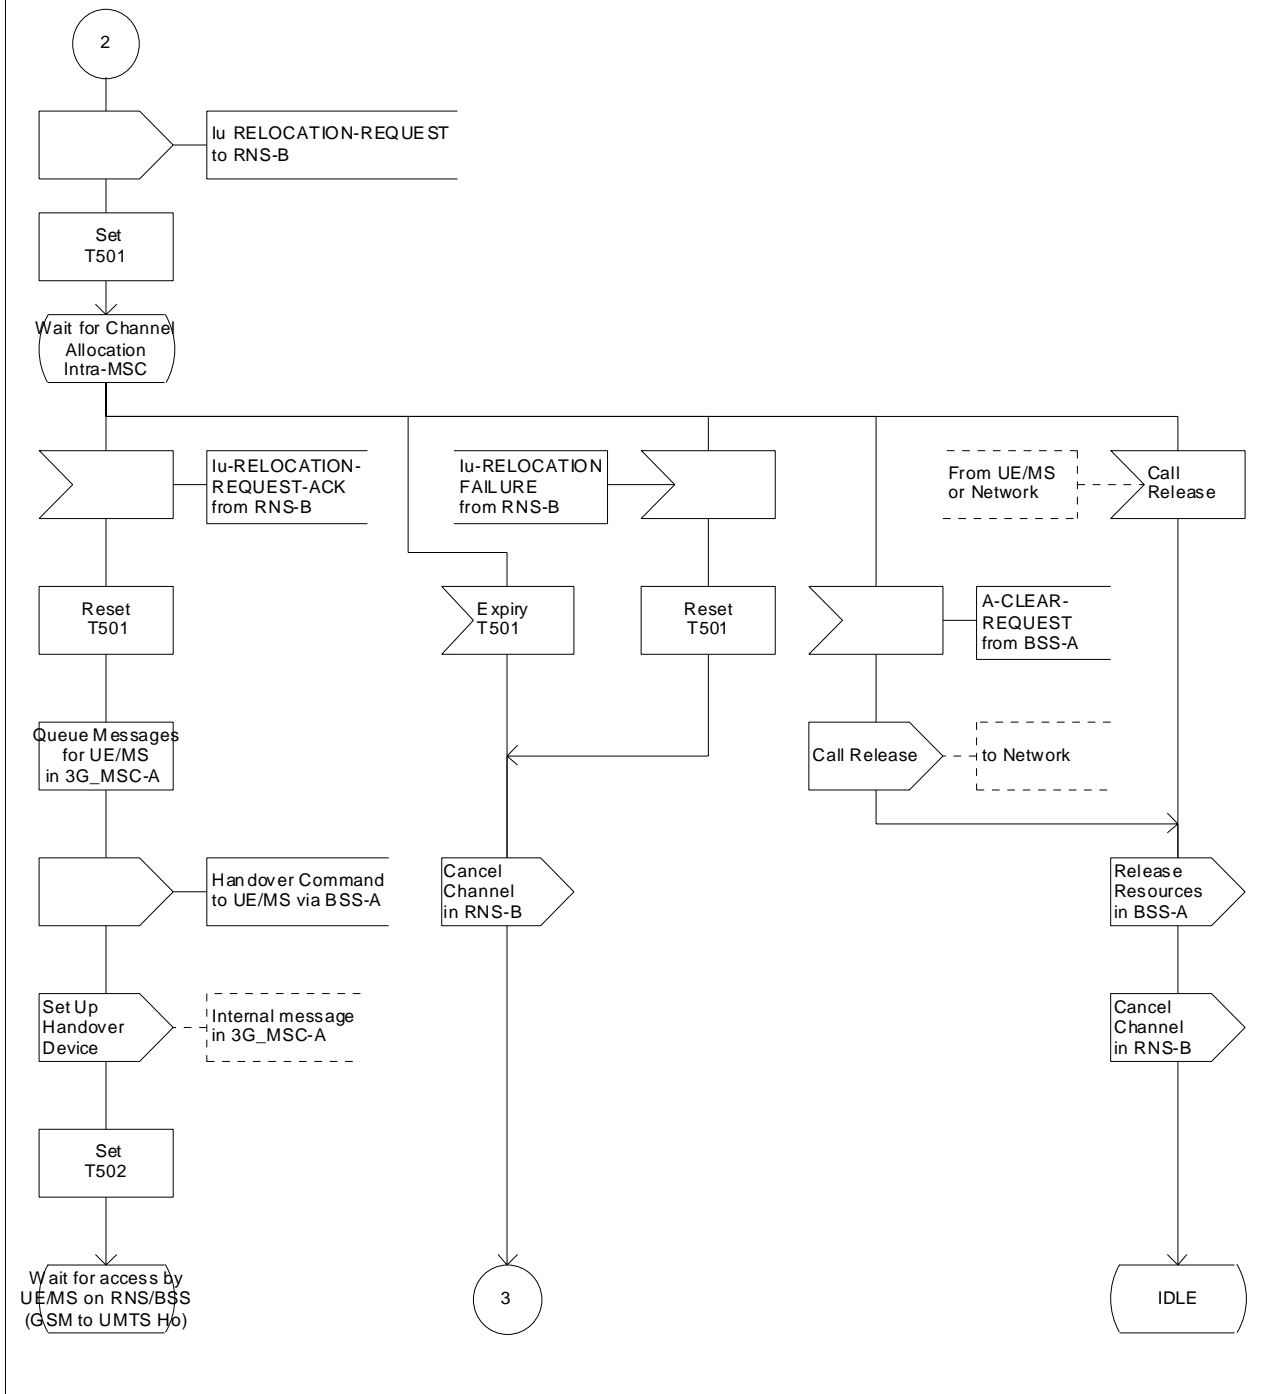 2
Iu RELOCATION-REQUEST
to RNS-B
Set
T501
Wait for Channel
Allocation
Intra-MSC
Iu-RELOCATION-
REQUEST-ACK
from RNS-B
Iu-RELOCATION
FAILURE
from RNS-B
From UE/MS
or Network
Call
Release
Reset
T501
Expiry
T501
Reset
T501
A-CLEAR-
REQUEST
from BSS-A
Queue Messages
for UE/MS
in 3G_MSC-A
Call Release
to Network
Handover Command
to UE/MS via BSS-A
Cancel
Channel
in RNS-B
Release
Resources
in BSS-A
Set Up
Handover
Device
Internal message
in 3G_MSC-A
Cancel
Channel
in RNS-B
Set
T502
Wait for access by
UE/MS on RNS/BSS
(GSM to UMTS Ho)
3
IDLE